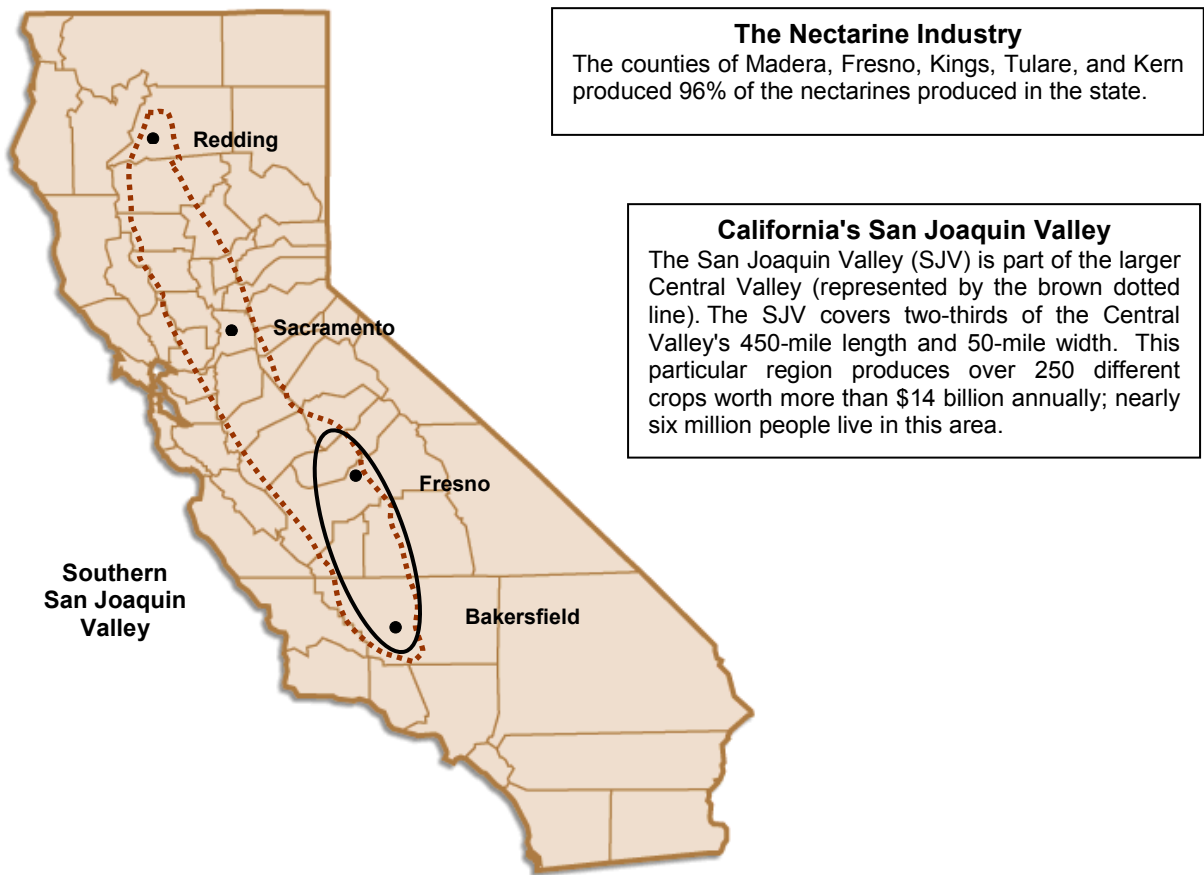 The Nectarine Industry
The counties of Madera, Fresno, Kings, Tulare, and Kern
produced 96% of the nectarines produced in the state.
Redding
California's San Joaquin Valley
The San Joaquin Valley (SJV) is part of the larger
Central Valley (represented by the brown dotted
line). The SJV covers two-thirds of the Central
Valley's 450-mile length and 50-mile width. This
particular region produces over 250 different
crops worth more than $14 billion annually; nearly
six million people live in this area.
Sacramento
Fresno
Southern
San Joaquin
Valley
Bakersfield